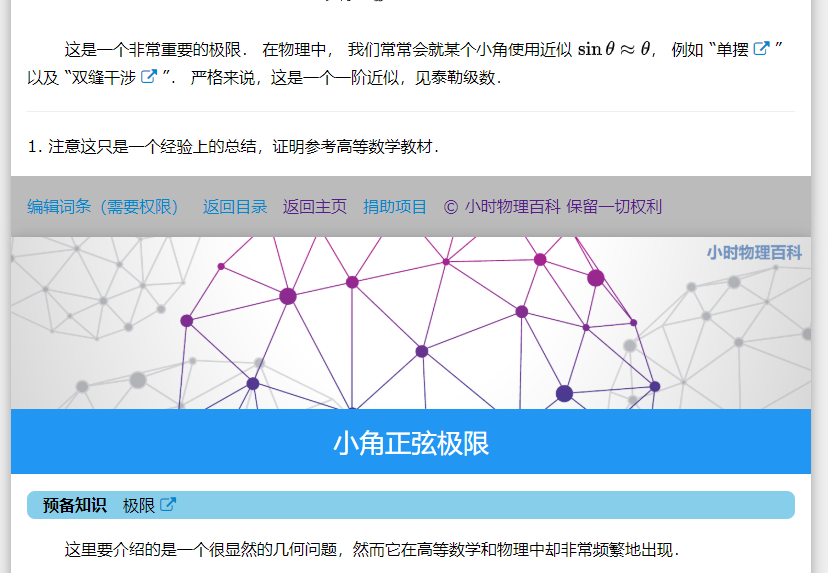 这是一个非常重要的极限． 在物理中， 我们常常会就某个小角使用近似 sin θ ≈ θ， 例如 “单摆 ”
以及 “双缝干涉 ”． 严格来说，这是一个一阶近似，见泰勒级数．
1. 注意这只是一个经验上的总结，证明参考高等数学教材．
编辑词条（需要权限） 返回目录 返回主页 捐助项目 © 小时物理百科 保留一切权利
小时物理百科
小角正弦极限
预备知识 极限
这里要介绍的是一个很显然的几何问题，然而它在高等数学和物理中却非常频繁地出现．